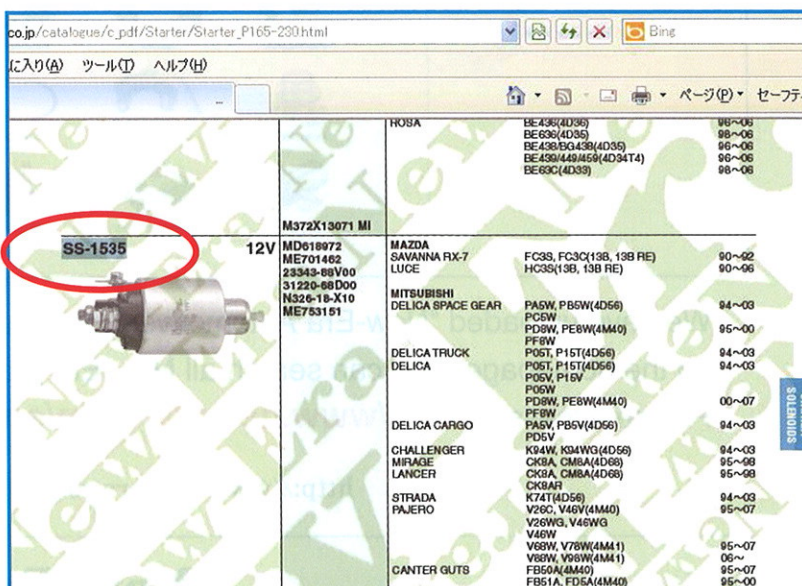 co.jp/catalogue/c_pdf/Starter/Starter_P165-230.html
Bing
に入り(A) ツール(T) ヘルプ(H)
ページ(P) セーフテ
ROSA BE436(4D36) 96~06
BE636(4D35) 98~06
BE438/BG438(4D35) 96~06
BE439/449/459(4D34T4) 96~06
BE63C(4D33) 98~06
M372X13071 MI
SS-1535 12V MD618972 MAZDA
ME701462 SAVANNA RX-7 FC3S, FC3C(13B, 13B RE) 90~92
23343-88V00 LUCE HC3S(13B, 13B RE) 90~96
31220-68D00
N326-18-X10 MITSUBISHI
ME753151 DELICA SPACE GEAR PA5W, PB5W(4D56) 94~03
PC5W
PD8W, PE8W(4M40) 95~00
PF8W
DELICA TRUCK P05T, P15T(4D56) 94~03
DELICA P05T, P15T(4D56) 94~03
P05V, P15V
P05W
PD8W, PE8W(4M40) 00~07
PF8W
DELICA CARGO PA5V, PB5V(4D56) 94~03
PD5V
CHALLENGER K94W, K94WG(4D56) 94~03
MIRAGE CK8A, CM8A(4D68) 95~98
LANCER CK8A, CM8A(4D68) 95~98
CK8AR
STRADA K74T(4D56) 94~03
PAJERO V26C, V46V(4M40) 95~07
V26WG, V46WG
V46W
V68W, V78W(4M41) 95~07
V88W, V98W(4M41) 06~
CANTER GUTS FB50A(4M40) 95~07
FB51A, FD5A(4M40) 95~00
SOLENOIDS
New-Era